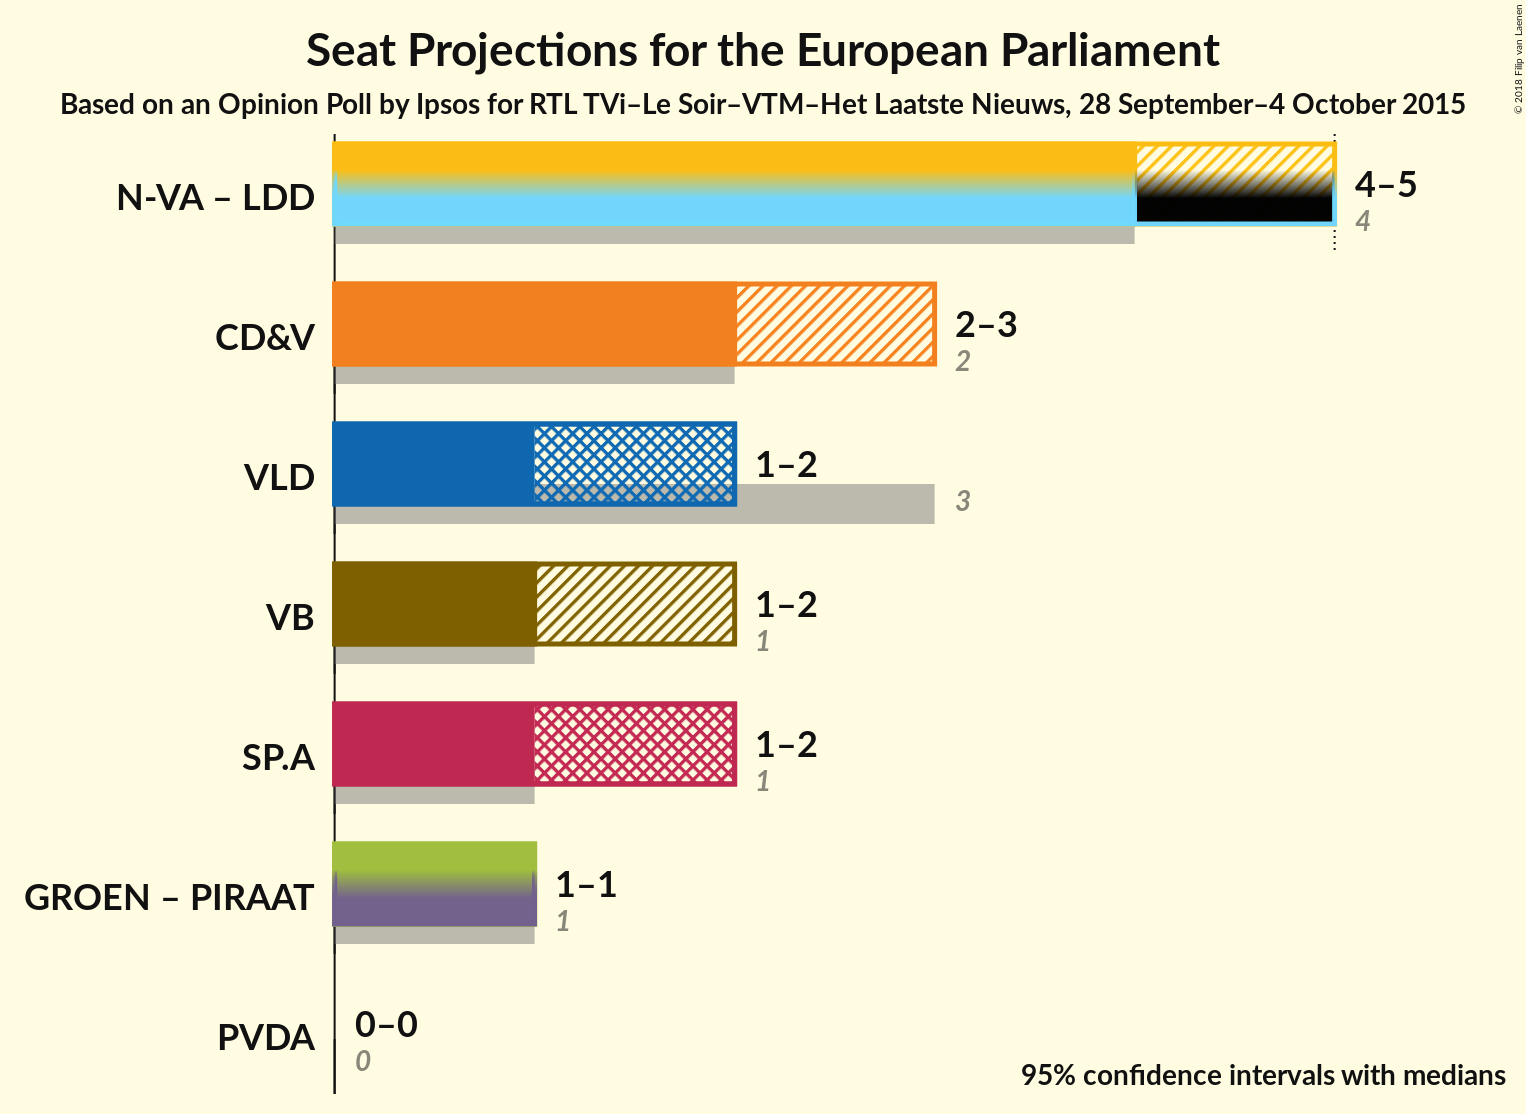 Seat Projections for the European Parliament
Based on an Opinion Poll by Ipsos for RTL TVi–Le Soir–VTM–Het Laatste Nieuws, 28 September–4 October 2015
© 2018 Filip van Laenen
N-VA – LDD
4–5
4
CD&V
2–3
2
VLD
1–2
3
VB
1–2
1
SP.A
1–2
1
GROEN – PIRAAT
1–1
1
PVDA
0–0
0
95% confidence intervals with medians